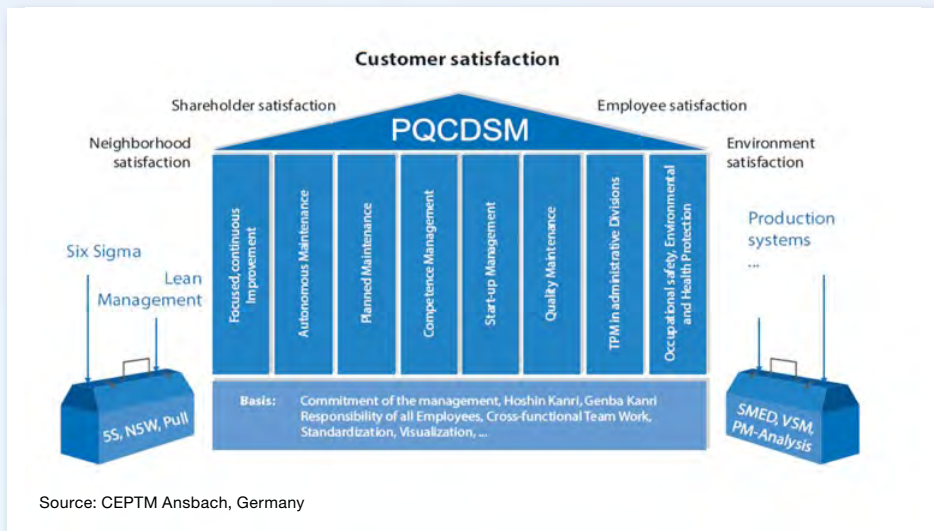 Customer satisfaction
Shareholder satisfaction
Employee satisfaction
PQCDSM
Neighborhood
satisfaction
Environment
satisfaction
Focused, continuous
Improvement
Autonomous Maintenance
Planned Maintenance
Competence Management
Start-up Management
Quality Maintenance
TPM in administrative Divisions
Occupational safety, Environmental
and Health Protection
Six Sigma
Lean
Management
Production
systems
...
5S, NSW, Pull
Basis: Commitment of the management, Hoshin Kanri, Genba Kanri
Responsibility of all Employees, Cross-functional Team Work,
Standardization, Visualization, ...
SMED, VSM,
PM-Analysis
Source: CEPTM Ansbach, Germany